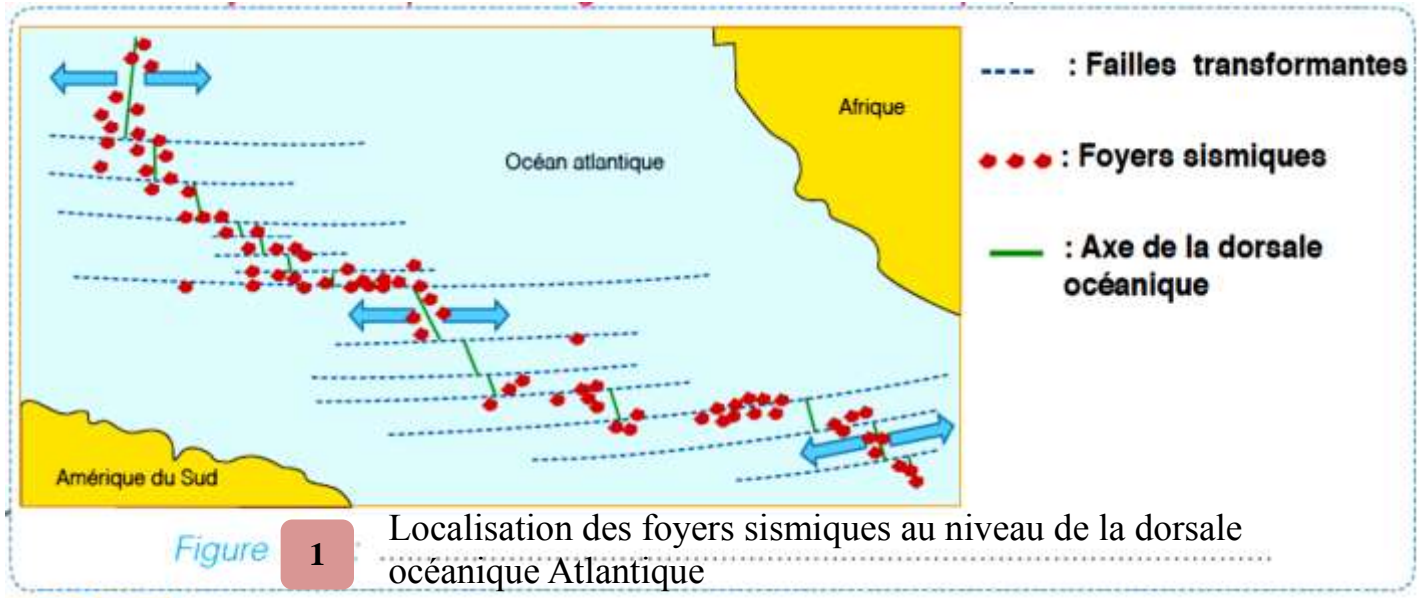 Afrique
Océan atlantique
Amérique du Sud
: Failles transformantes
: Foyers sismiques
: Axe de la dorsale
océanique
Figure 1 : Localisation des foyers sismiques au niveau de la dorsale
océanique Atlantique